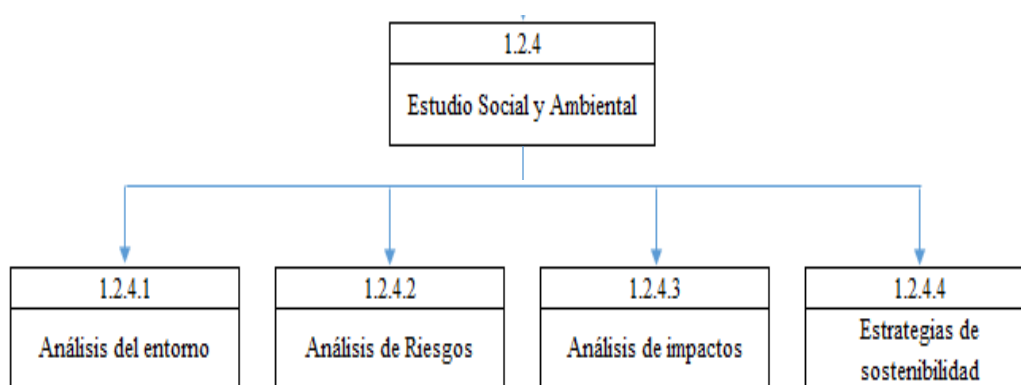 1.2.4
Estudio Social y Ambiental
1.2.4.1
Análisis del entorno
1.2.4.2
Análisis de Riesgos
1.2.4.3
Análisis de impactos
1.2.4.4
Estrategias de
sostenibilidad